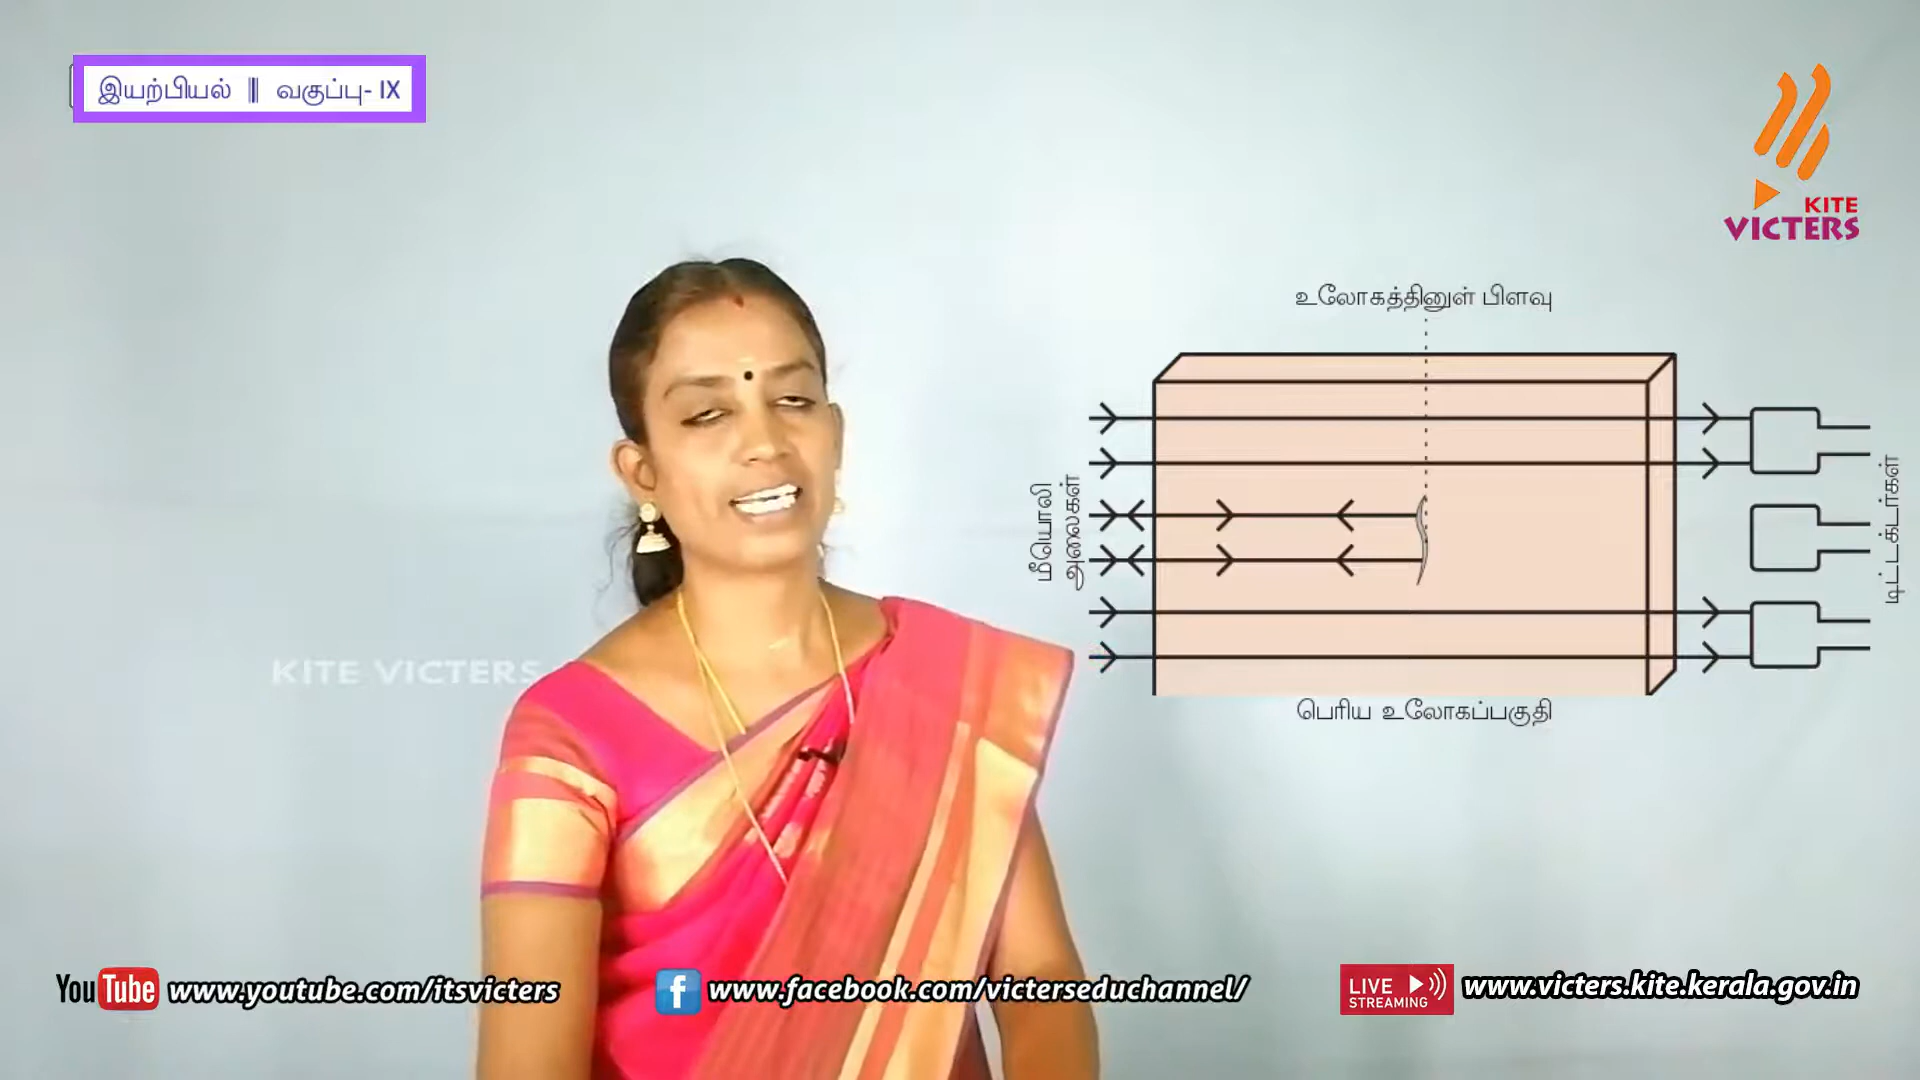 இயற்பியல் || வகுப்பு- IX
KITE
VICTERS
உலோகத்தினுள் பிளவு
மீயொலி
அலைகள்
டிட்டக்டர்கள்
பெரிய உலோகப்பகுதி
KITE VICTERS
YouTube www.youtube.com/itsvicters
f www.facebook.com/victerseduchannel/
LIVE
STREAMING
www.victers.kite.kerala.gov.in